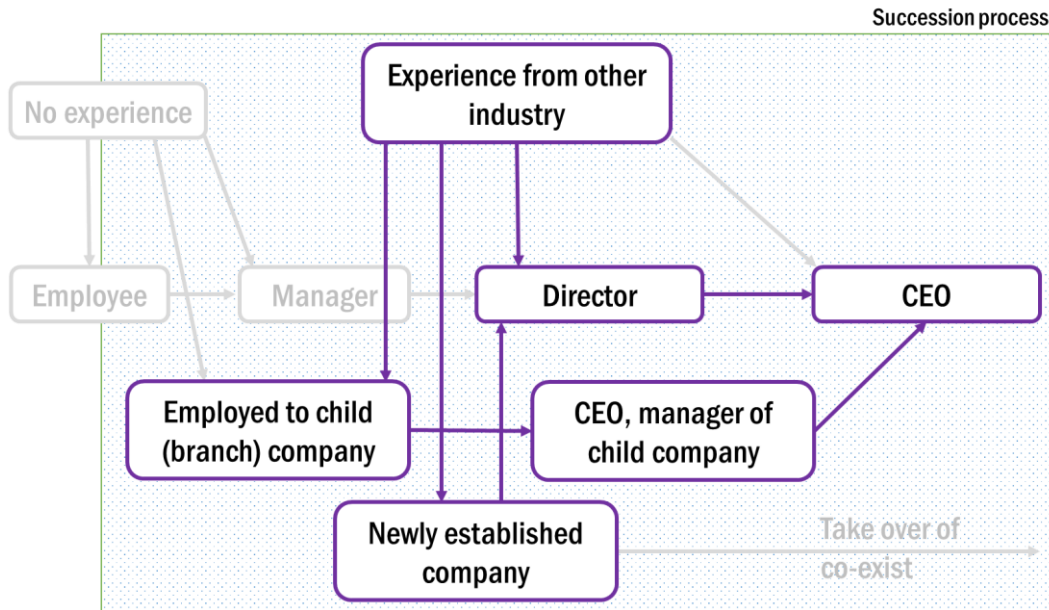 Succession process
Experience from other
industry
No experience
Employee
Manager
Director
CEO
Employed to child
(branch) company
CEO, manager of
child company
Newly established
company
Take over of
co-exist